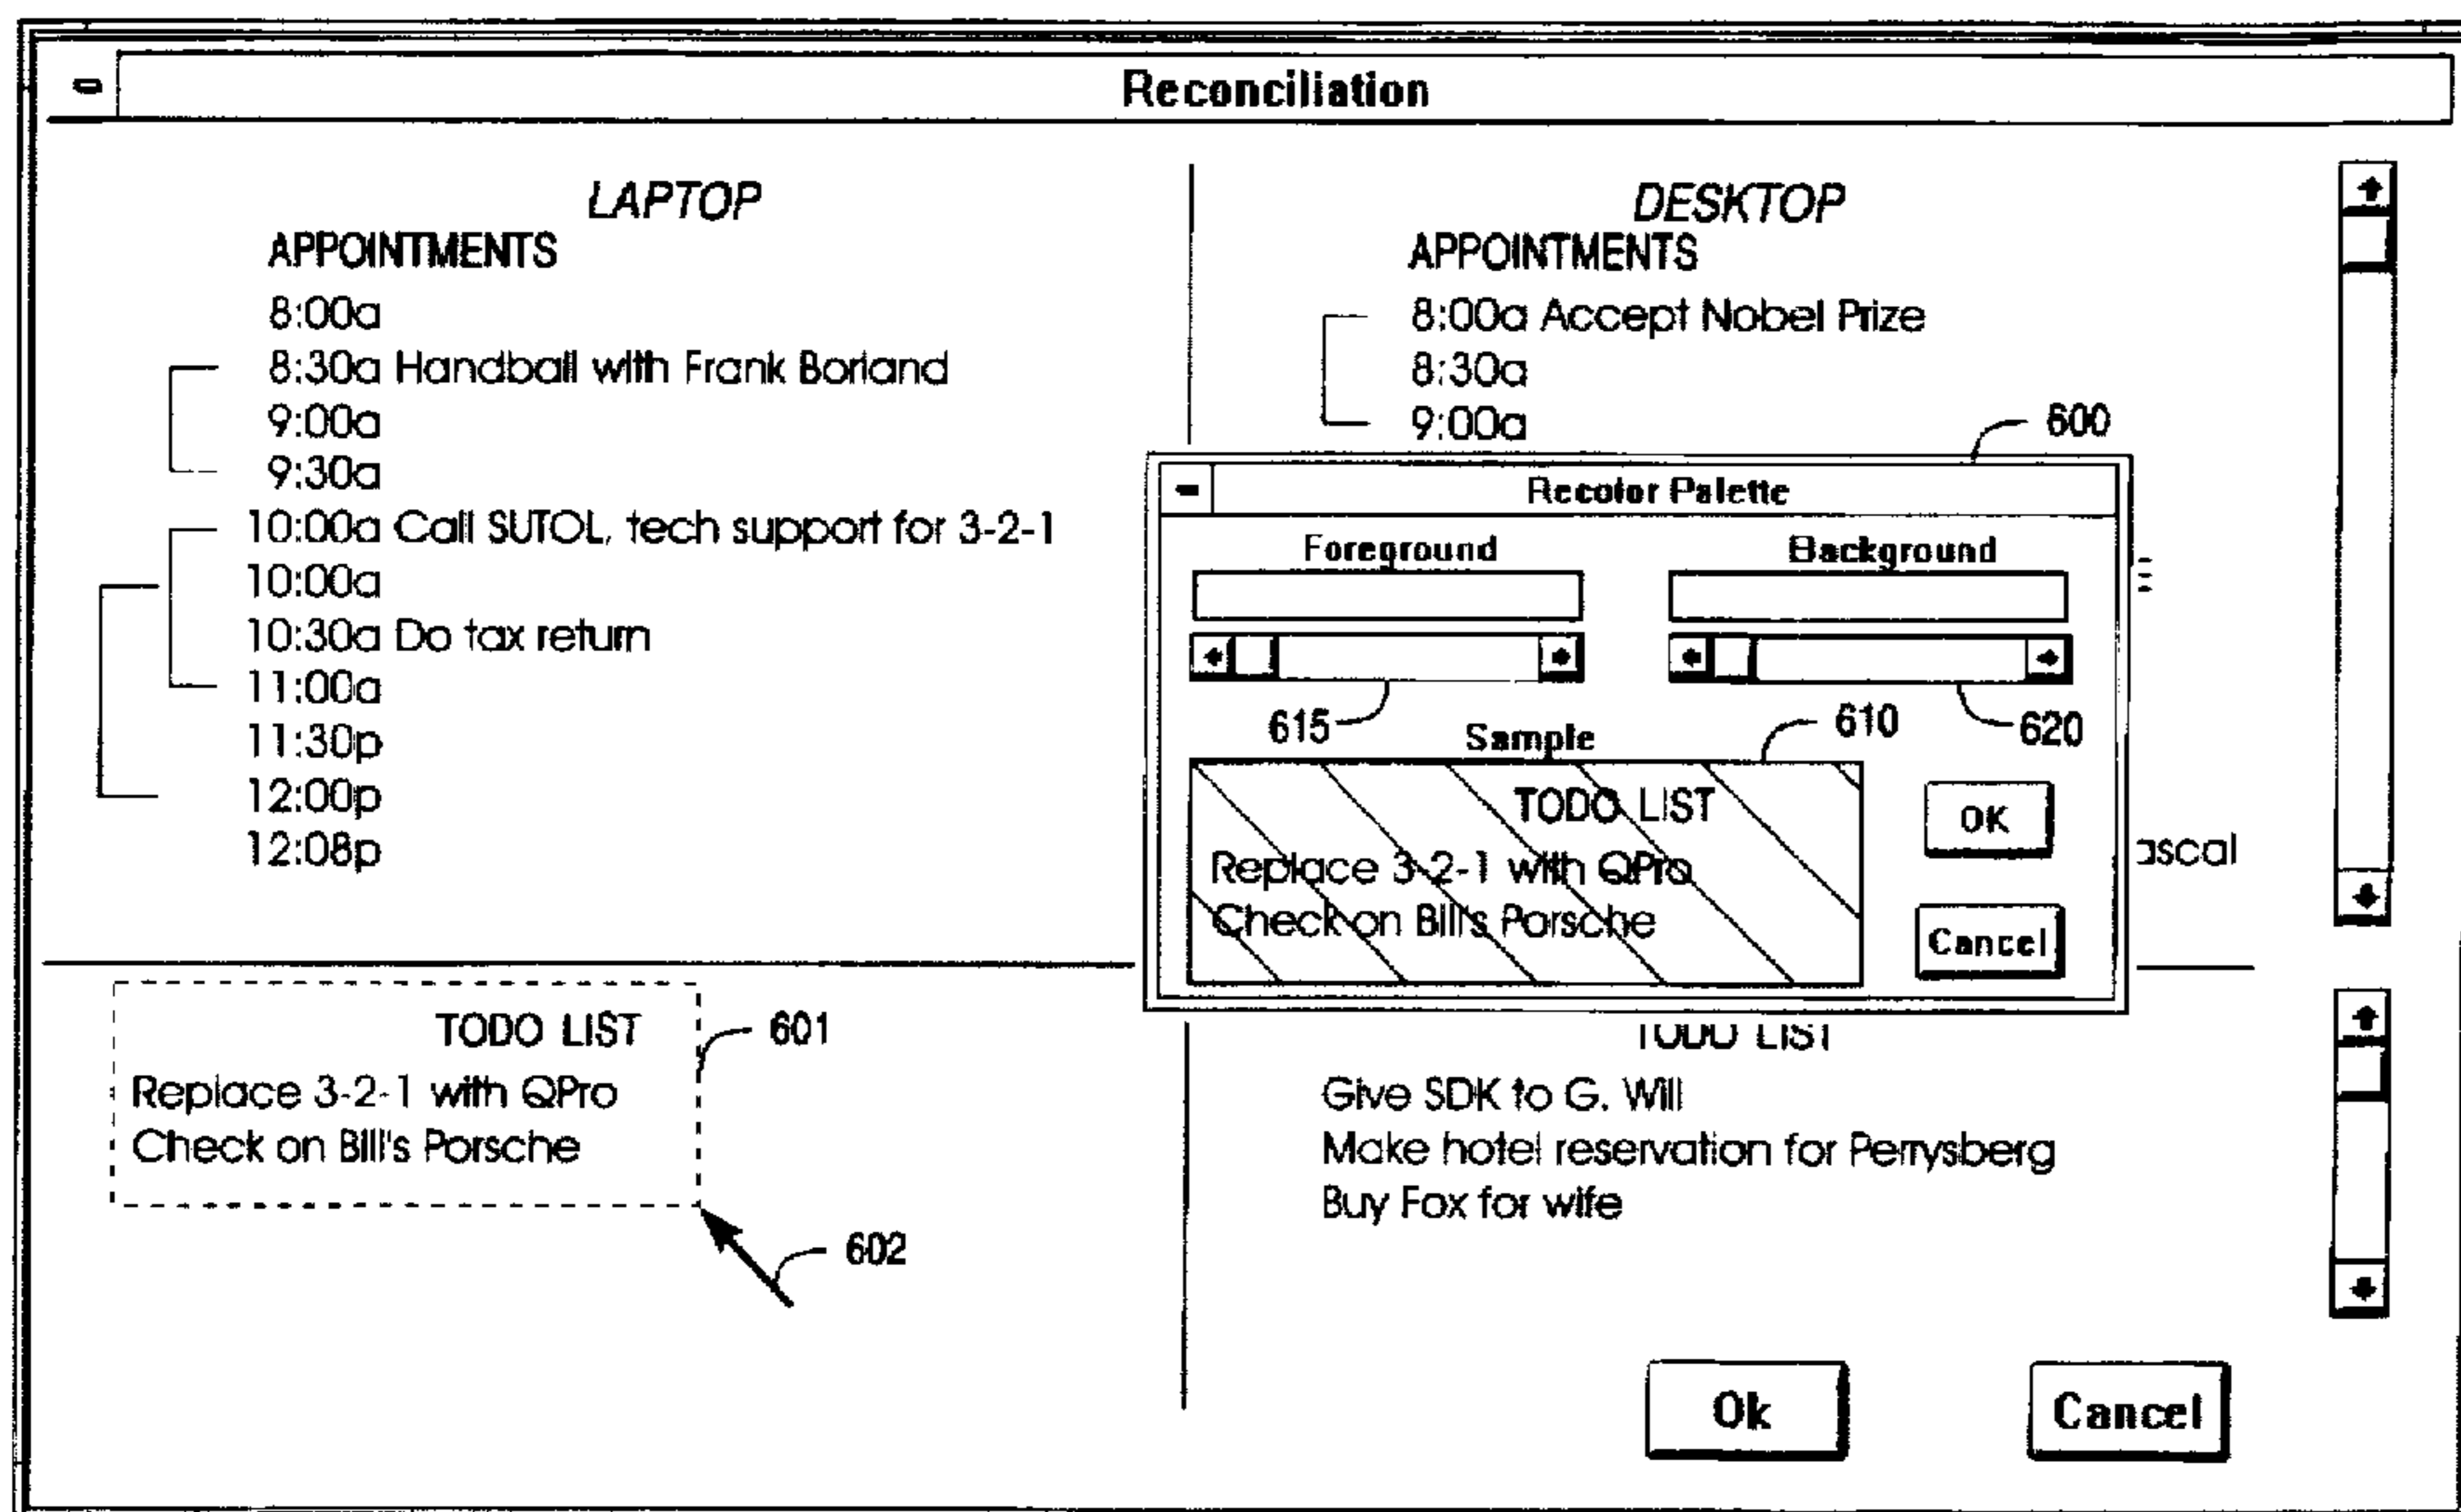 Reconciliation
LAPTOP
APPOINTMENTS
8:00a
8:30a Handball with Frank Borland
9:00a
9:30a
10:00a Call SUTOL, tech support for 3-2-1
10:00a
10:30a Do tax return
11:00a
11:30p
12:00p
12:08p
DESKTOP
APPOINTMENTS
8:00a Accept Nobel Prize
8:30a
9:00a
600
Recolor Palette
Foreground
Background
615
620
Sample
610
TODO LIST
Replace 3-2-1 with QPro
Check on Bill's Porsche
OK
Cancel
ascal
TODO LIST
Replace 3-2-1 with QPro
Check on Bill's Porsche
601
602
TODO LIST
Give SDK to G. Will
Make hotel reservation for Perrysberg
Buy Fox for wife
Ok
Cancel